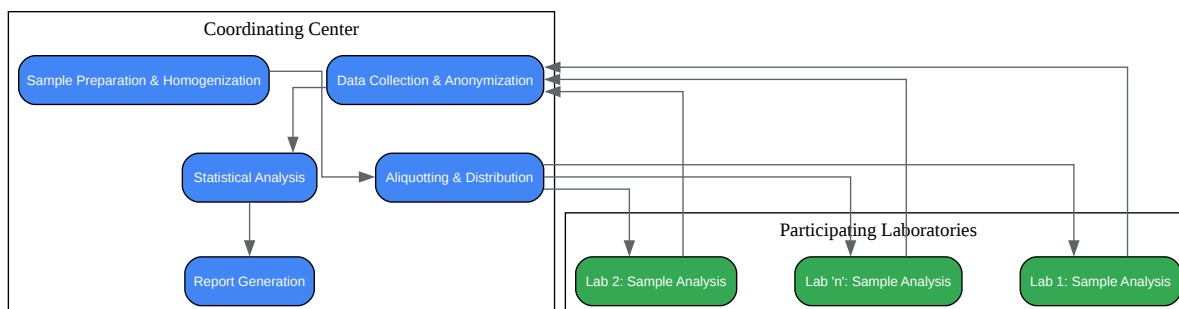 Coordinating Center
Sample Preparation & Homogenization
Data Collection & Anonymization
Statistical Analysis
Aliquotting & Distribution
Participating Laboratories
Report Generation
Lab 2: Sample Analysis
Lab 'n': Sample Analysis
Lab 1: Sample Analysis